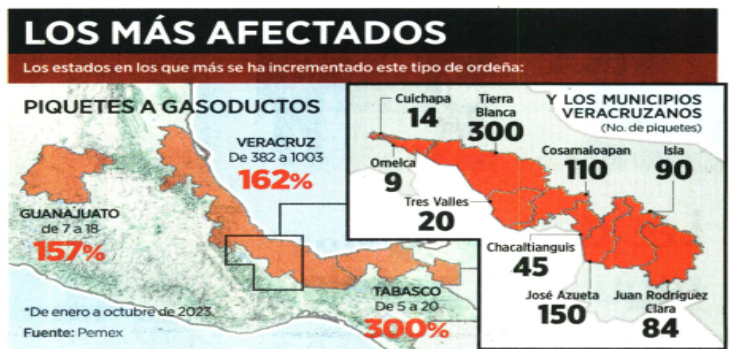 LOS MÁS AFECTADOS
Los estados en los que más se ha incrementado este tipo de ordeña:
PIQUETES A GASODUCTOS
VERACRUZ
De 382 a 1003
162%
GUANAJUATO
de 7 a 18
157%
TABASCO
De 5 a 20
300%
*De enero a octubre de 2023.
Fuente: Pemex
Y LOS MUNICIPIOS
VERACRUZANOS
(No. de piquetes)
Cuichapa
14
Tierra
Blanca
300
Cosamaloapan
110
Isla
90
Omelca
9
Tres Valles
20
Chacaltianguis
45
José Azueta
150
Juan Rodríguez
Clara
84